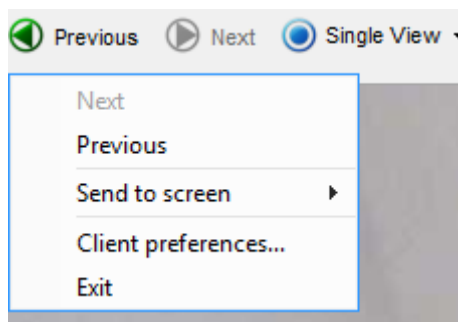 Previous Next Single View
Next
Previous
Send to screen
Client preferences...
Exit